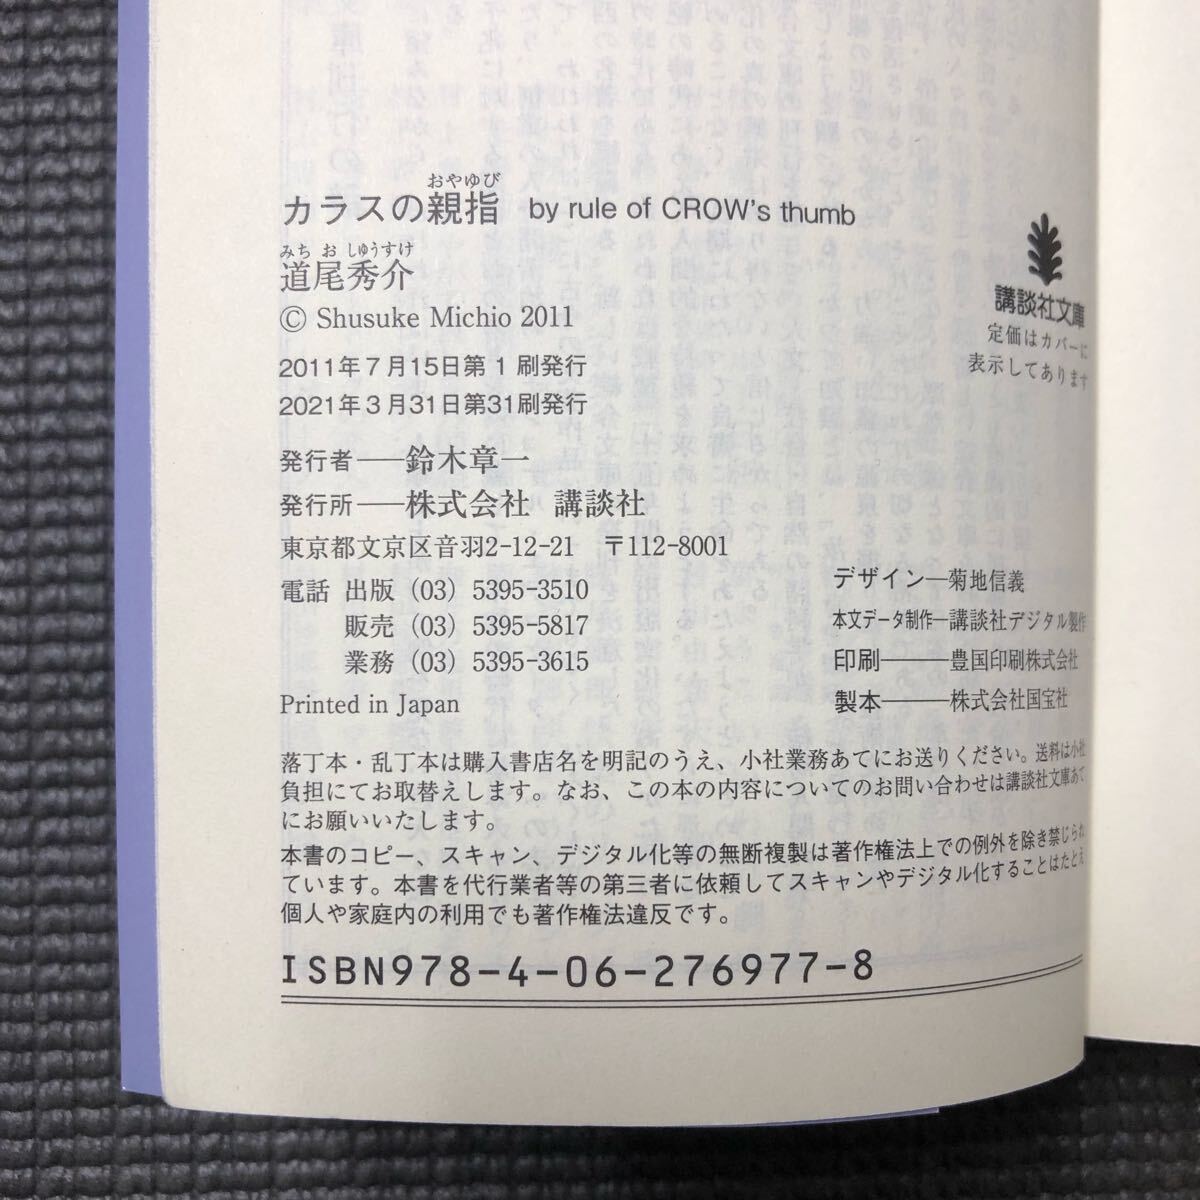 おやゆび
カラスの親指 by rule of CROW's thumb
みち お しゅうすけ
道尾秀介
© Shusuke Michio 2011
2011年7月15日第1刷発行
2021年3月31日第31刷発行
発行者——鈴木章一
発行所——株式会社 講談社
東京都文京区音羽2-12-21 〒112-8001
電話 出版 (03) 5395-3510
販売 (03) 5395-5817
業務 (03) 5395-3615
Printed in Japan
講談社文庫
定価はカバーに
表示してあります
デザイン—菊地信義
本文データ制作—講談社デジタル製作
印刷———豊国印刷株式会社
製本———株式会社国宝社
落丁本・乱丁本は購入書店名を明記のうえ、小社業務あてにお送りください。送料は小社
負担にてお取替えします。なお、この本の内容についてのお問い合わせは講談社文庫あて
にお願いいたします。
本書のコピー、スキャン、デジタル化等の無断複製は著作権法上での例外を除き禁じられ
ています。本書を代行業者等の第三者に依頼してスキャンやデジタル化することはたとえ
個人や家庭内の利用でも著作権法違反です。
ISBN978-4-06-276977-8